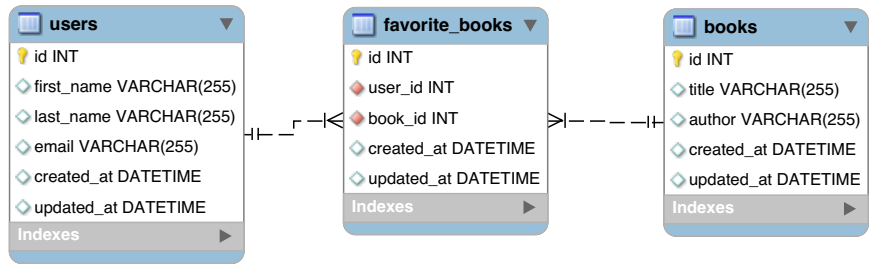 users
id INT
first_name VARCHAR(255)
last_name VARCHAR(255)
email VARCHAR(255)
created_at DATETIME
updated_at DATETIME
Indexes
favorite_books
id INT
user_id INT
book_id INT
created_at DATETIME
updated_at DATETIME
Indexes
books
id INT
title VARCHAR(255)
author VARCHAR(255)
created_at DATETIME
updated_at DATETIME
Indexes